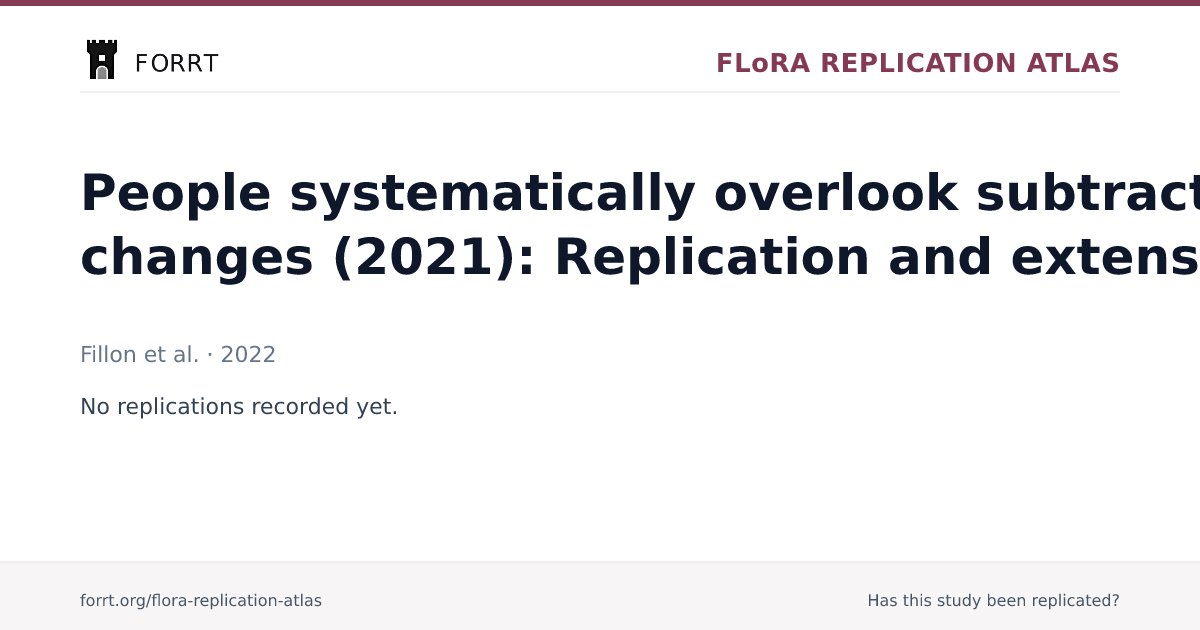 FORRT
FLoRA REPLICATION ATLAS
People systematically overlook subtract
changes (2021): Replication and extens
Fillon et al. · 2022
No replications recorded yet.
forrt.org/flora-replication-atlas
Has this study been replicated?